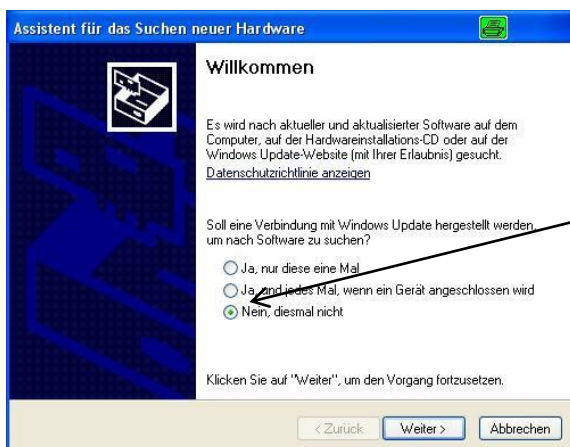 Assistent für das Suchen neuer Hardware
Willkommen
Es wird nach aktueller und aktualisierter Software auf dem
Computer, auf der Hardwareinstallations-CD oder auf der
Windows Update-Website (mit Ihrer Erlaubnis) gesucht.
Datenschutzrichtlinie anzeigen
Soll eine Verbindung mit Windows Update hergestellt werden,
um nach Software zu suchen?
Ja, nur diese eine Mal
Ja, und jedes Mal, wenn ein Gerät angeschlossen wird
Nein, diesmal nicht
Klicken Sie auf "Weiter", um den Vorgang fortzusetzen.
< Zurück Weiter > Abbrechen